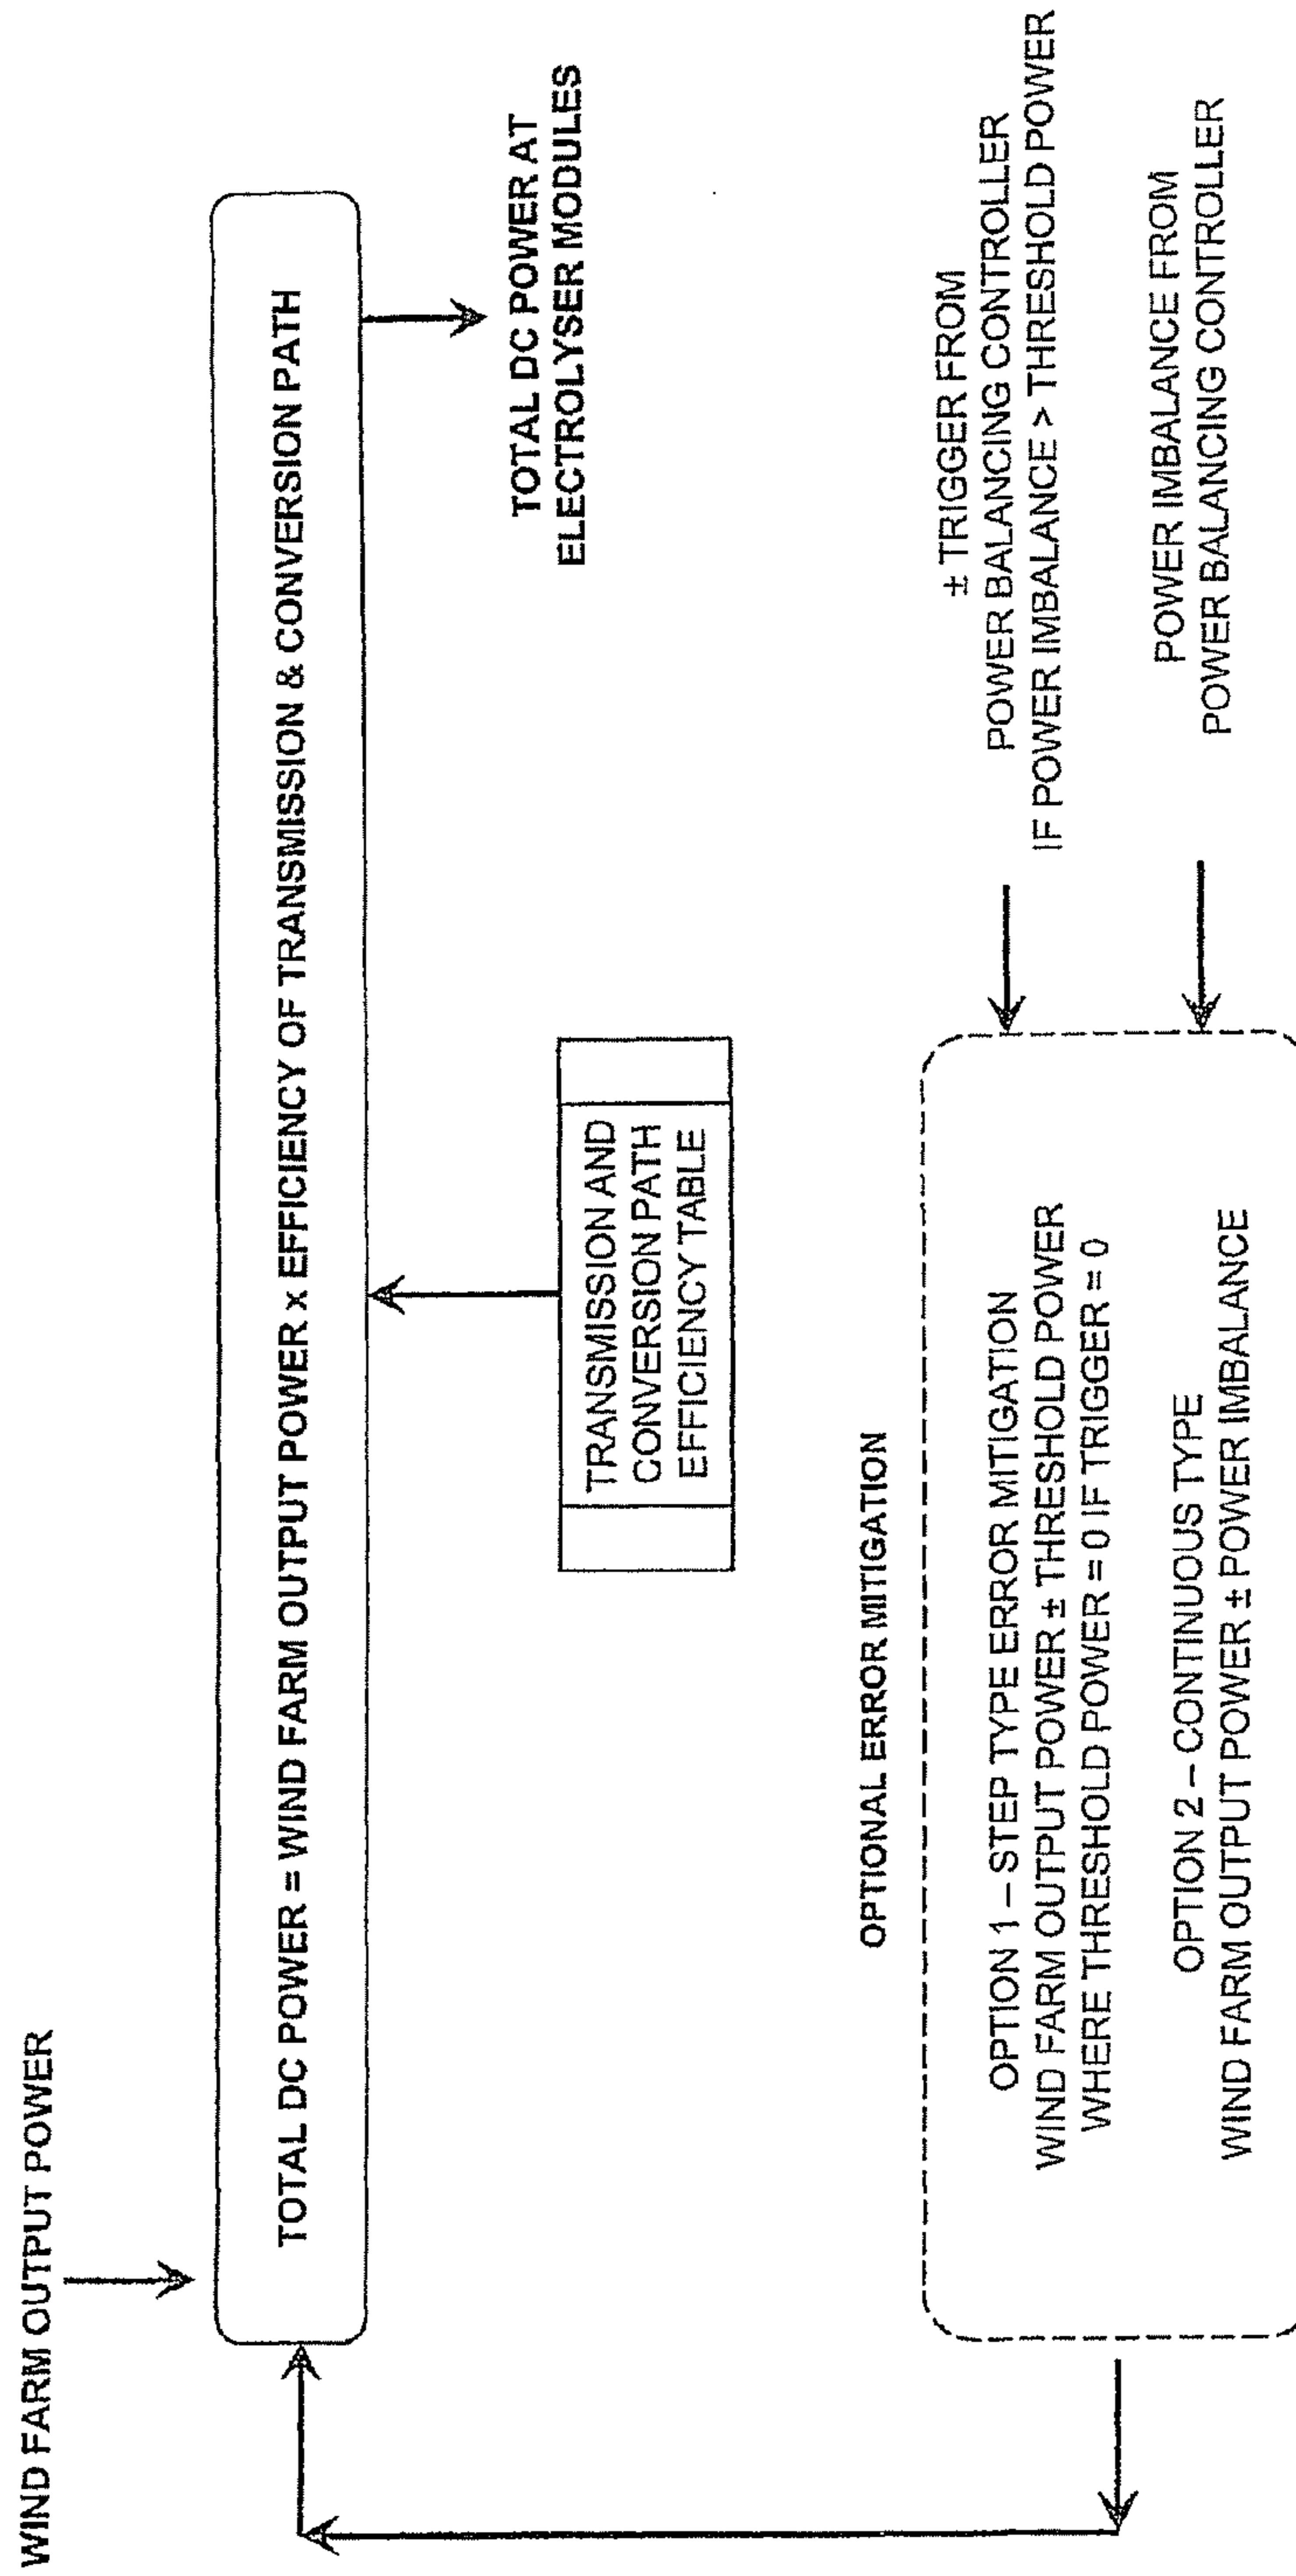 WIND FARM OUTPUT POWER
TOTAL DC POWER = WIND FARM OUTPUT POWER x EFFICIENCY OF TRANSMISSION & CONVERSION PATH
TOTAL DC POWER AT
ELECTROLYSER MODULES
TRANSMISSION AND
CONVERSION PATH
EFFICIENCY TABLE
OPTIONAL ERROR MITIGATION
OPTION 1 – STEP TYPE ERROR MITIGATION
WIND FARM OUTPUT POWER ± THRESHOLD POWER
WHERE THRESHOLD POWER = 0 IF TRIGGER = 0
OPTION 2 – CONTINUOUS TYPE
WIND FARM OUTPUT POWER ± POWER IMBALANCE
± TRIGGER FROM
POWER BALANCING CONTROLLER
IF POWER IMBALANCE > THRESHOLD POWER
POWER IMBALANCE FROM
POWER BALANCING CONTROLLER